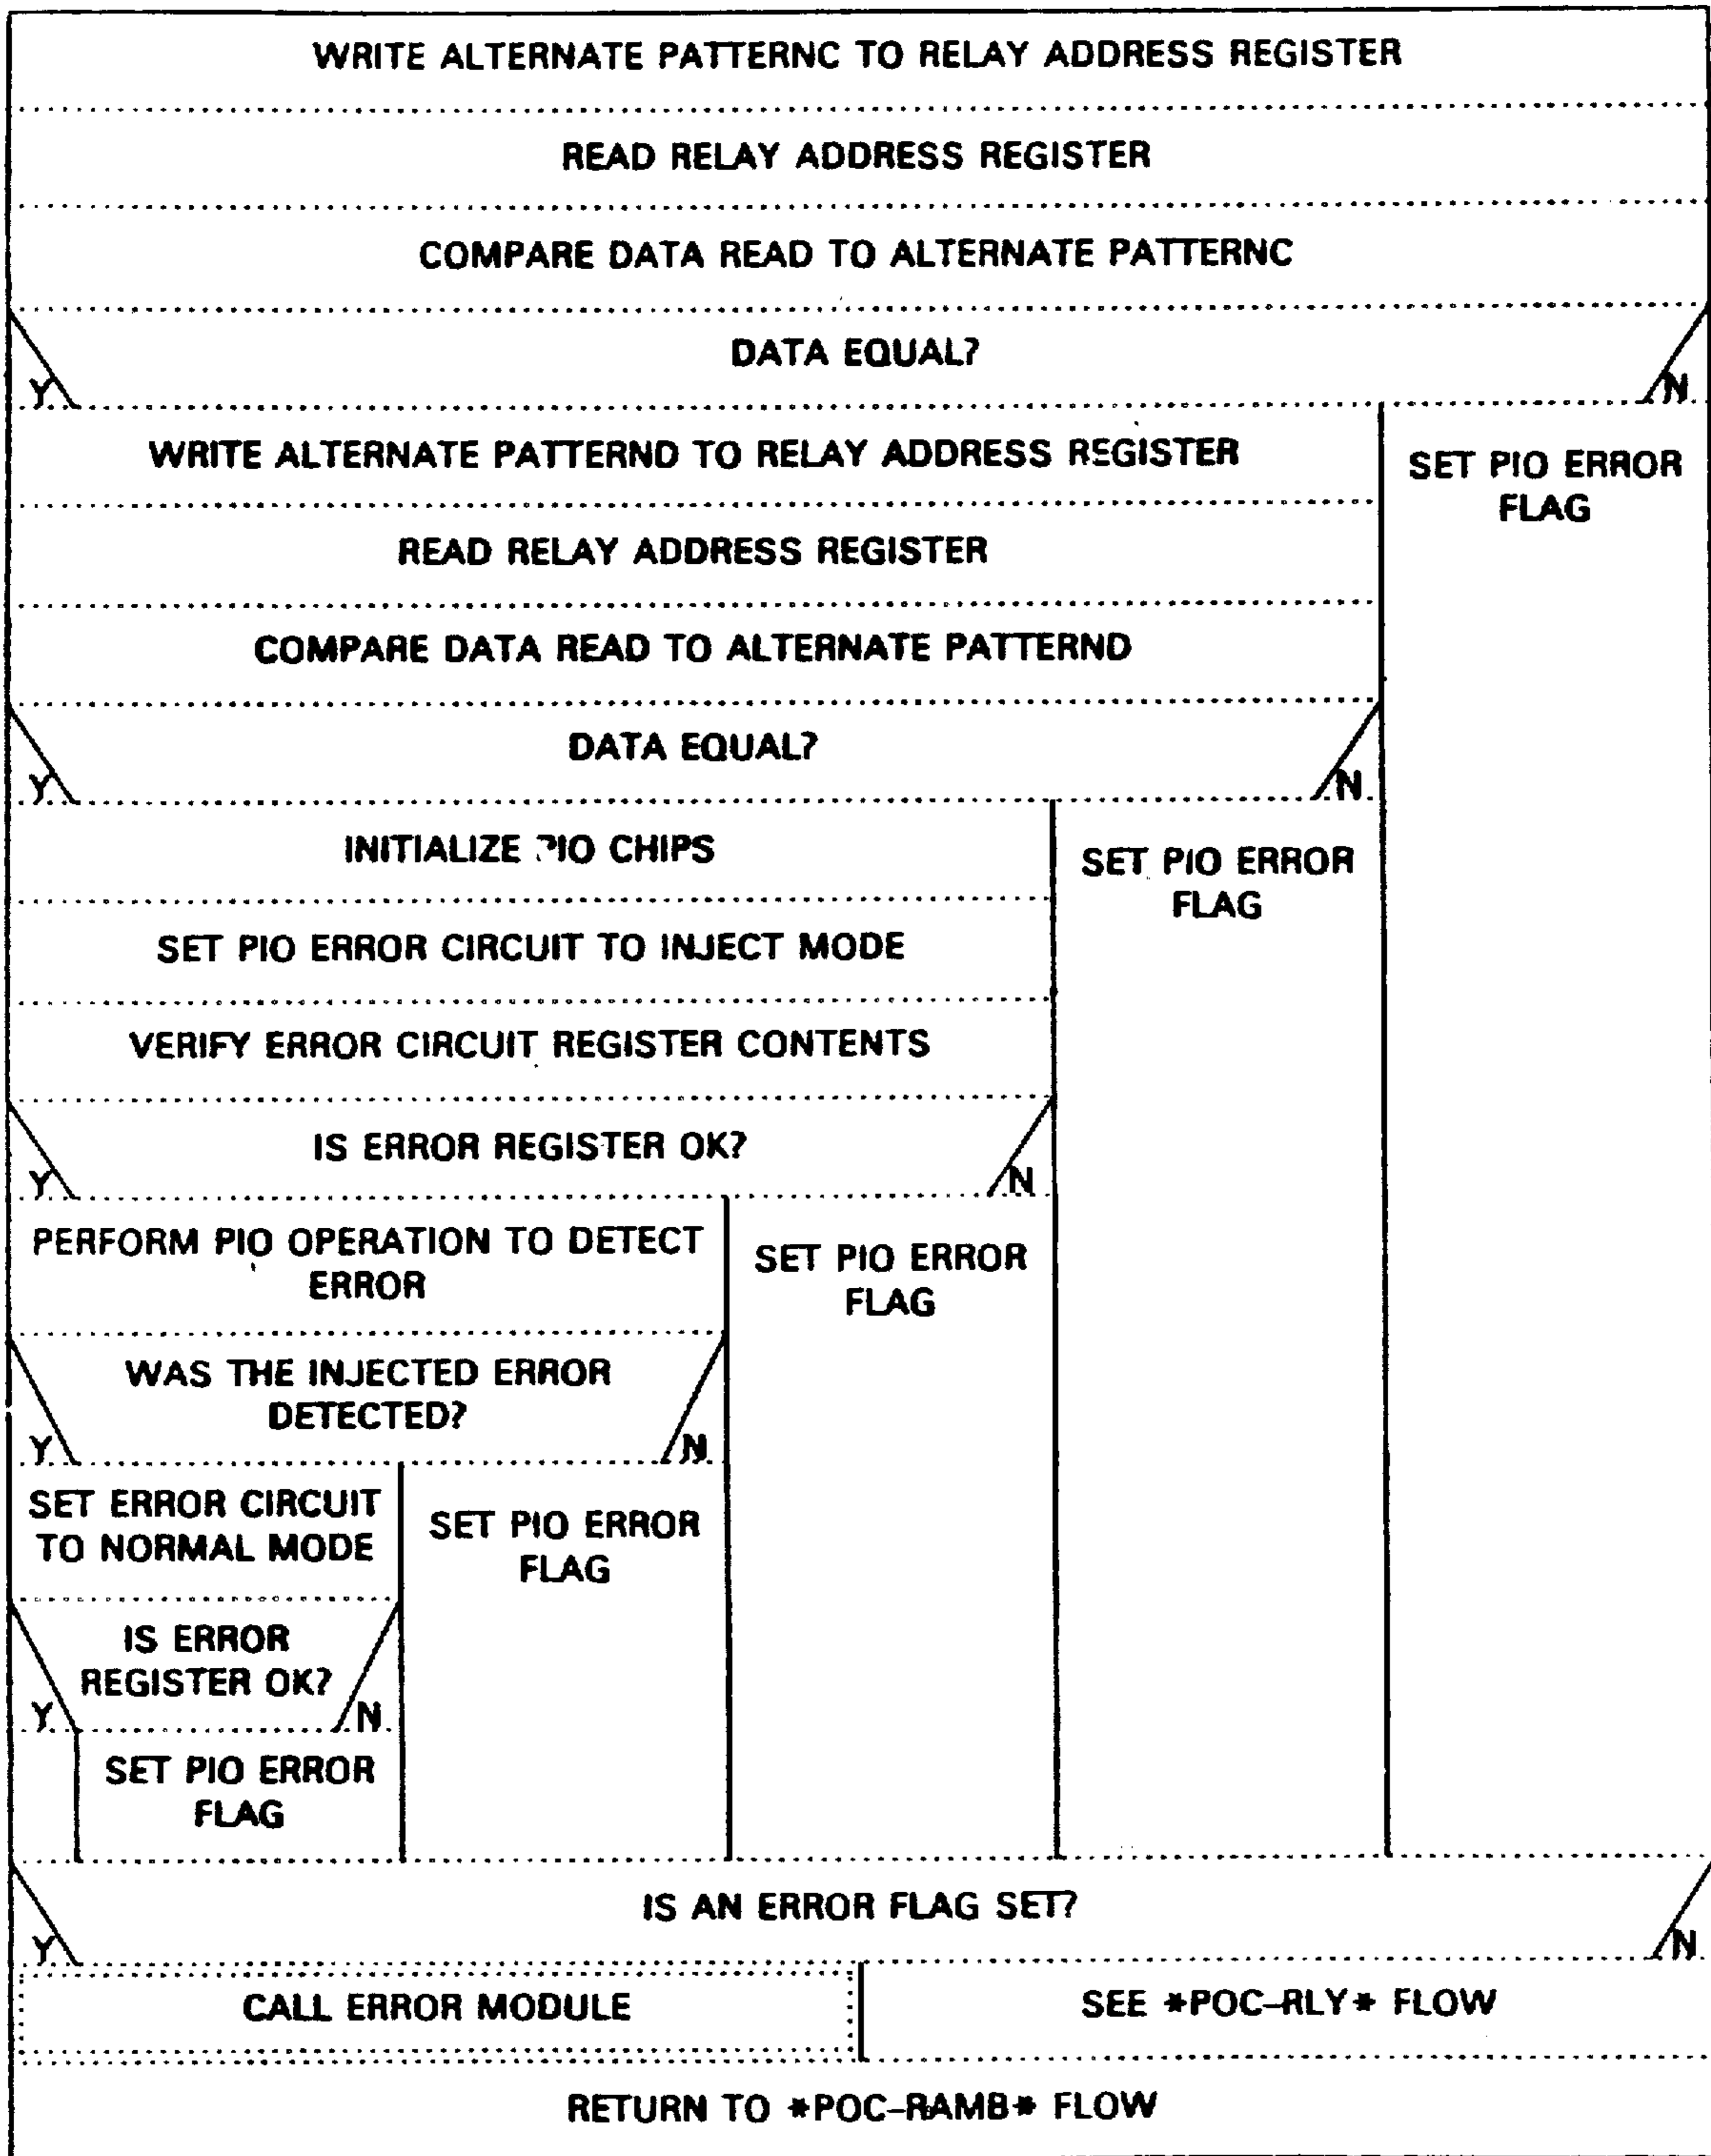 WRITE ALTERNATE PATTERNC TO RELAY ADDRESS REGISTER
READ RELAY ADDRESS REGISTER
COMPARE DATA READ TO ALTERNATE PATTERNC
DATA EQUAL?
Y
N
WRITE ALTERNATE PATTERND TO RELAY ADDRESS REGISTER
SET PIO ERROR
FLAG
READ RELAY ADDRESS REGISTER
COMPARE DATA READ TO ALTERNATE PATTERND
DATA EQUAL?
Y
N
INITIALIZE PIO CHIPS
SET PIO ERROR
FLAG
SET PIO ERROR CIRCUIT TO INJECT MODE
VERIFY ERROR CIRCUIT REGISTER CONTENTS
IS ERROR REGISTER OK?
Y
N
PERFORM PIO OPERATION TO DETECT
ERROR
SET PIO ERROR
FLAG
WAS THE INJECTED ERROR
DETECTED?
Y
N
SET ERROR CIRCUIT
TO NORMAL MODE
SET PIO ERROR
FLAG
IS ERROR
REGISTER OK?
Y
N
SET PIO ERROR
FLAG
IS AN ERROR FLAG SET?
Y
N
CALL ERROR MODULE
SEE *POC-RLY* FLOW
RETURN TO *POC-RAMB* FLOW